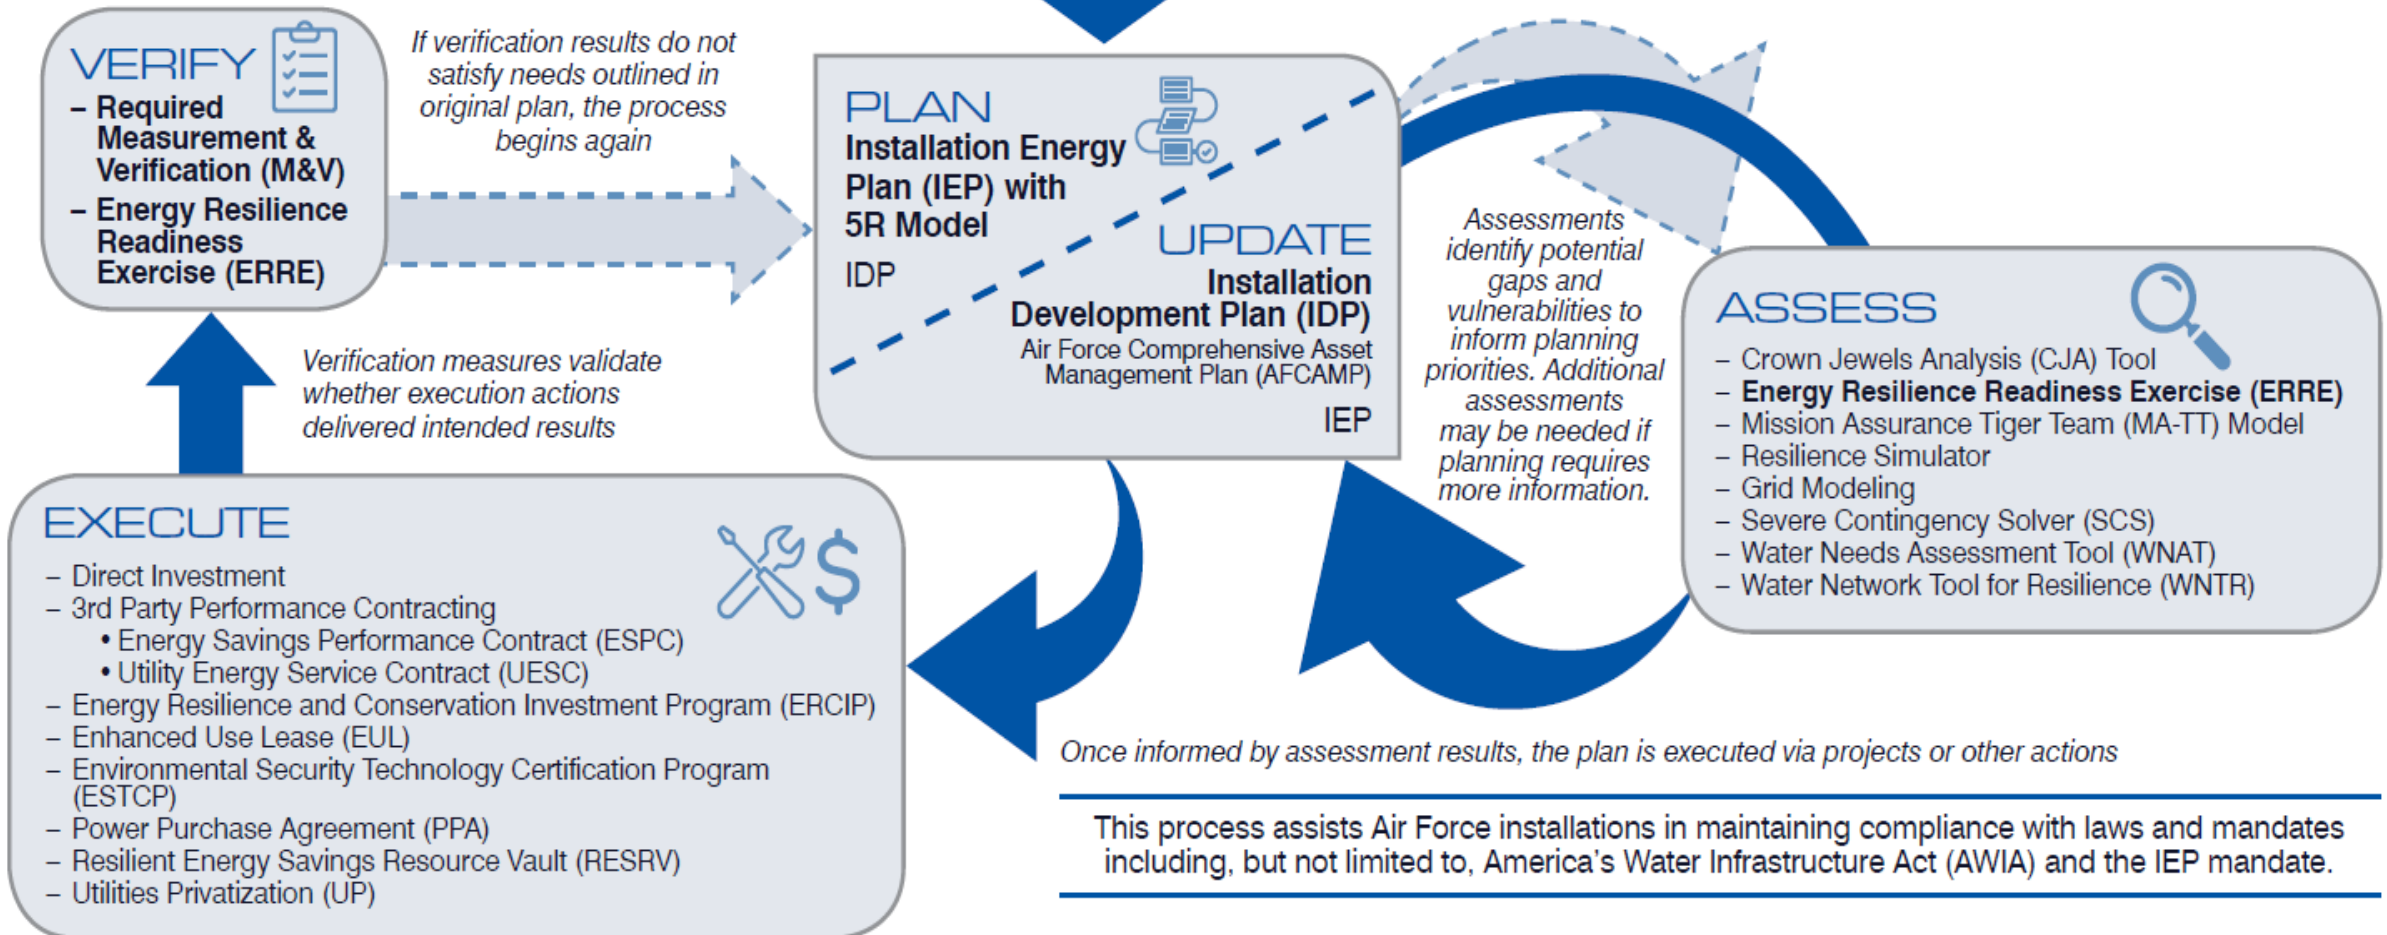 VERIFY
– Required
Measurement &
Verification (M&V)
– Energy Resilience
Readiness
Exercise (ERRE)
If verification results do not
satisfy needs outlined in
original plan, the process
begins again
PLAN
Installation Energy
Plan (IEP) with
5R Model
IDP
UPDATE
Installation
Development Plan (IDP)
Air Force Comprehensive Asset
Management Plan (AFCAMP)
IEP
Assessments
identify potential
gaps and
vulnerabilities to
inform planning
priorities. Additional
assessments
may be needed if
planning requires
more information.
ASSESS
– Crown Jewels Analysis (CJA) Tool
– Energy Resilience Readiness Exercise (ERRE)
– Mission Assurance Tiger Team (MA-TT) Model
– Resilience Simulator
– Grid Modeling
– Severe Contingency Solver (SCS)
– Water Needs Assessment Tool (WNAT)
– Water Network Tool for Resilience (WNTR)
Verification measures validate
whether execution actions
delivered intended results
EXECUTE
$
– Direct Investment
– 3rd Party Performance Contracting
• Energy Savings Performance Contract (ESPC)
• Utility Energy Service Contract (UESC)
– Energy Resilience and Conservation Investment Program (ERCIP)
– Enhanced Use Lease (EUL)
– Environmental Security Technology Certification Program
(ESTCP)
– Power Purchase Agreement (PPA)
– Resilient Energy Savings Resource Vault (RESRV)
– Utilities Privatization (UP)
Once informed by assessment results, the plan is executed via projects or other actions
This process assists Air Force installations in maintaining compliance with laws and mandates
including, but not limited to, America's Water Infrastructure Act (AWIA) and the IEP mandate.